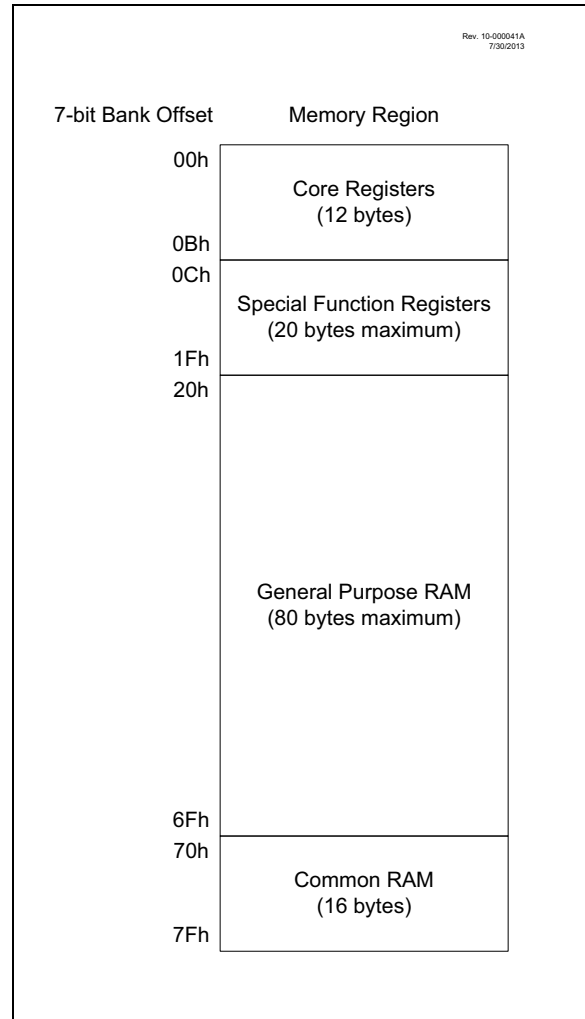 Rev. 10-000041A
7/30/2013
7-bit Bank Offset
Memory Region
00h
Core Registers
(12 bytes)
0Bh
0Ch
Special Function Registers
(20 bytes maximum)
1Fh
20h
General Purpose RAM
(80 bytes maximum)
6Fh
70h
Common RAM
(16 bytes)
7Fh